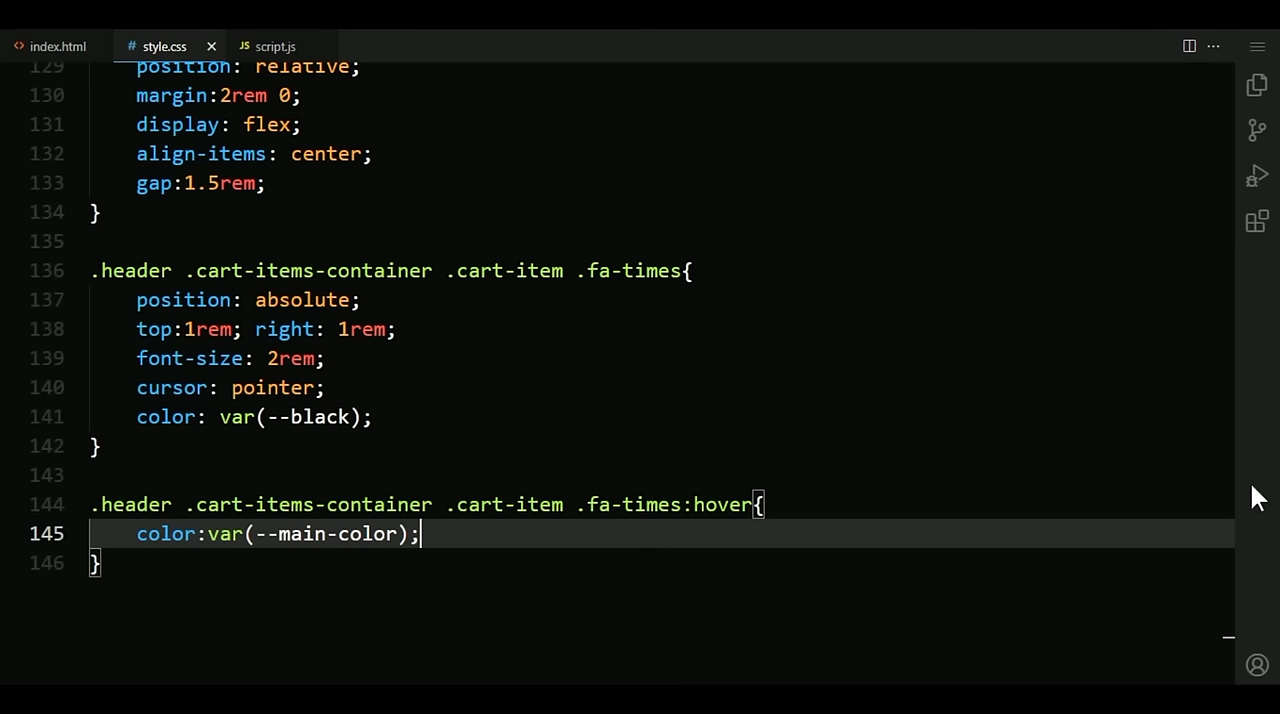 <> index.html # style.css × JS script.js ···
129 position: relative;
130 margin:2rem 0;
131 display: flex;
132 align-items: center;
133 gap:1.5rem;
134 }
135
136 .header .cart-items-container .cart-item .fa-times{
137 position: absolute;
138 top:1rem; right: 1rem;
139 font-size: 2rem;
140 cursor: pointer;
141 color: var(--black);
142 }
143
144 .header .cart-items-container .cart-item .fa-times:hover{
145 color:var(--main-color);
146 }